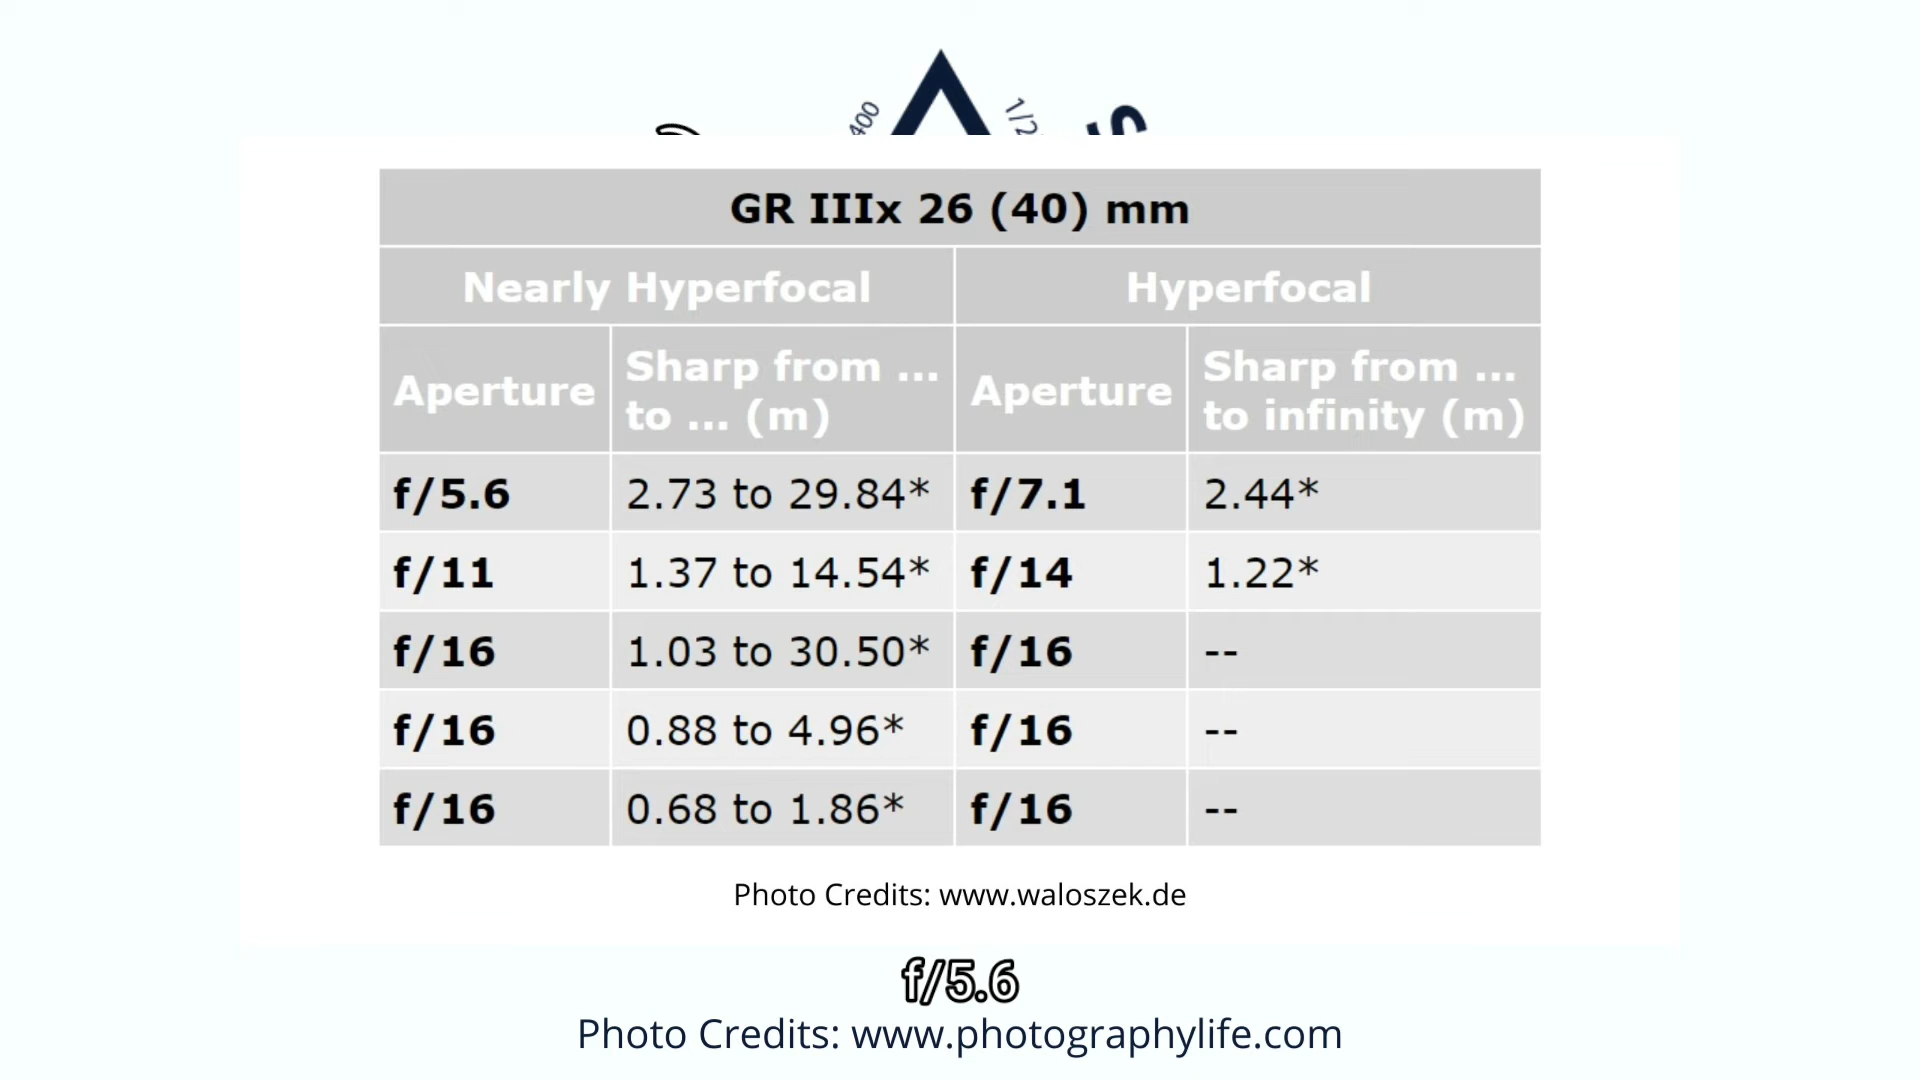 400
1/2
GR IIIx 26 (40) mm
Nearly Hyperfocal Hyperfocal
Aperture Sharp from ... to ... (m) Aperture Sharp from ... to infinity (m)
f/5.6 2.73 to 29.84* f/7.1 2.44*
f/11 1.37 to 14.54* f/14 1.22*
f/16 1.03 to 30.50* f/16 --
f/16 0.88 to 4.96* f/16 --
f/16 0.68 to 1.86* f/16 --
Photo Credits: www.waloszek.de
f/5.6
Photo Credits: www.photographylife.com